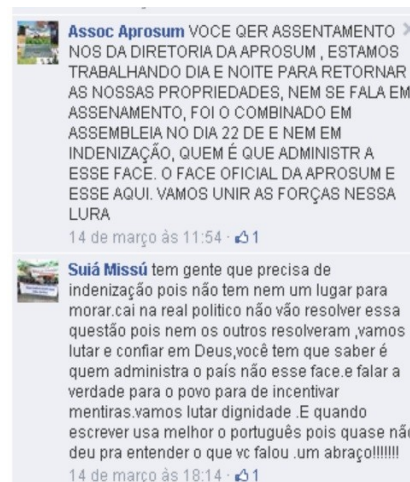 Assoc Aprosum VOCE QER ASSENTAMENTO
NOS DA DIRETORIA DA APROSUM , ESTAMOS
TRABALHANDO DIA E NOITE PARA RETORNAR
AS NOSSAS PROPRIEDADES, NEM SE FALA EM
ASSENAMENTO, FOI O COMBINADO EM
ASSEMBLEIA NO DIA 22 DE E NEM EM
INDENIZAÇÃO, QUEM É QUE ADMINISTR A
ESSE FACE. O FACE OFICIAL DA APROSUM E
ESSE AQUI. VAMOS UNIR AS FORÇAS NESSA
LURA
14 de março às 11:54 · 1
Suiá Missú tem gente que precisa de
indenização pois não tem nem um lugar para
morar.cai na real politico não vão resolver essa
questão pois nem os outros resolveram ,vamos
lutar e confiar em Deus,você tem que saber é
quem administra o país não esse face.e falar a
verdade para o povo para de incentivar
mentiras.vamos lutar dignidade .E quando
escrever usa melhor o português pois quase não
deu pra entender o que vc falou .um abraço!!!!!!!
14 de março às 18:14 · 1